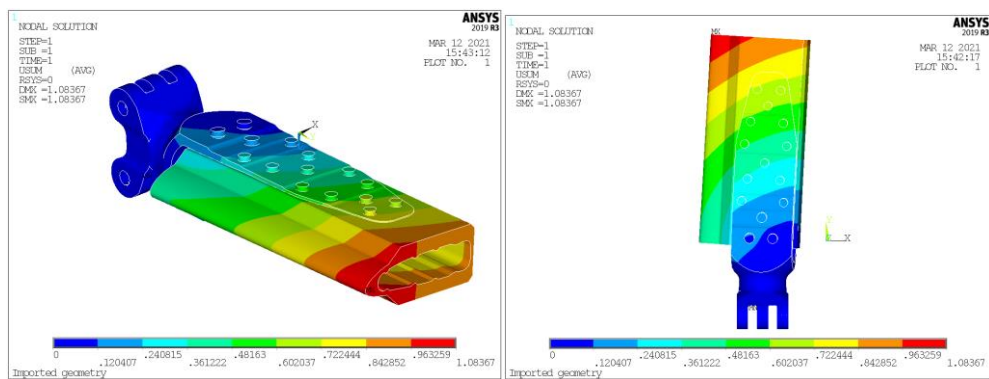 1
NODAL SOLUTION
STEP=1
SUB =1
TIME=1
USUM (AVG)
RSYS=0
DMX =1.08367
SMX =1.08367
ANSYS
2019 R3
MAR 12 2021
15:43:12
PLOT NO. 1
X
0 .120407 .240815 .361222 .48163 .602037 .722444 .842852 .963259 1.08367
Imported geometry
1
NODAL SOLUTION
STEP=1
SUB =1
TIME=1
USUM (AVG)
RSYS=0
DMX =1.08367
SMX =1.08367
ANSYS
2019 R3
MAR 12 2021
15:42:17
PLOT NO. 1
MX
X
0 .120407 .240815 .361222 .48163 .602037 .722444 .842852 .963259 1.08367
Imported geometry